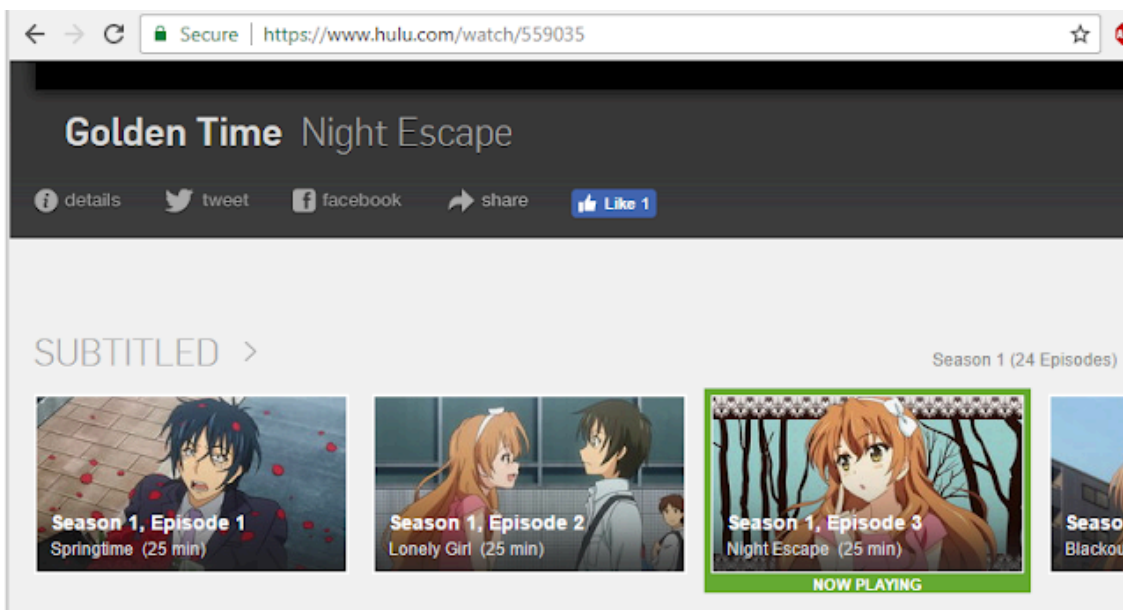 Secure | https://www.hulu.com/watch/559035
Golden Time Night Escape
details tweet facebook share Like 1
SUBTITLED >
Season 1 (24 Episodes)
Season 1, Episode 1
Springtime (25 min)
Season 1, Episode 2
Lonely Girl (25 min)
Season 1, Episode 3
Night Escape (25 min)
NOW PLAYING
Seaso
Blackou